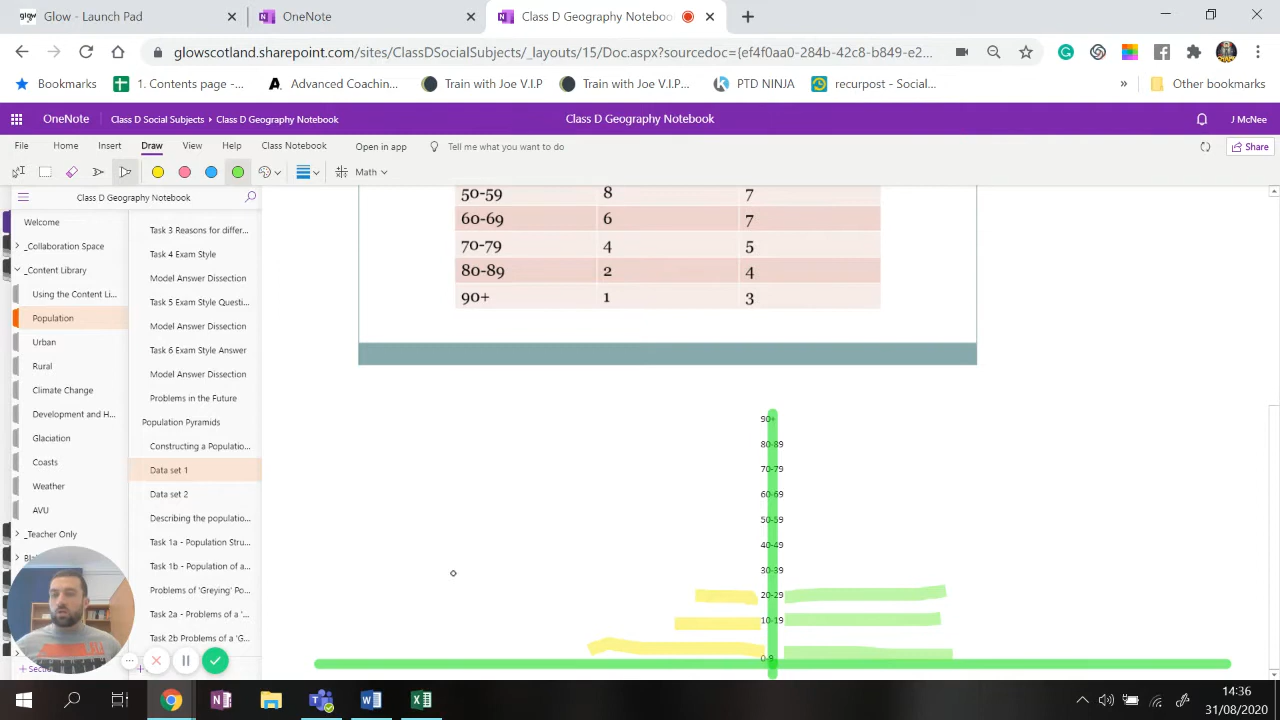 glow Glow - Launch Pad
OneNote
Class D Geography Notebook
glowscotland.sharepoint.com/sites/ClassDSocialSubjects/_layouts/15/Doc.aspx?sourcedoc={ef4f0aa0-284b-42c8-b849-e2...
Bookmarks
1. Contents page -...
Advanced Coachin...
Train with Joe V.I.P
Train with Joe V.I.P...
PTD NINJA
recurpost - Social...
»
Other bookmarks
OneNote
Class D Social Subjects › Class D Geography Notebook
Class D Geography Notebook
J McNee
File
Home
Insert
Draw
View
Help
Class Notebook
Open in app
Tell me what you want to do
Share
Math
Class D Geography Notebook
Welcome
_Collaboration Space
_Content Library
Using the Content Li...
Population
Urban
Rural
Climate Change
Development and H...
Glaciation
Coasts
Weather
AVU
_Teacher Only
+ Secti
Task 3 Reasons for differ...
Task 4 Exam Style
Model Answer Dissection
Task 5 Exam Style Questi...
Model Answer Dissection
Task 6 Exam Style Answer
Model Answer Dissection
Problems in the Future
Population Pyramids
Constructing a Populatio...
Data set 1
Data set 2
Describing the populatio...
Task 1a - Population Stru...
Task 1b - Population of a...
Problems of 'Greying' Po...
Task 2a - Problems of a '...
Task 2b Problems of a 'G...
50-59 8 7
60-69 6 7
70-79 4 5
80-89 2 4
90+ 1 3
90+
80-89
70-79
60-69
50-59
40-49
30-39
20-29
10-19
0-9
14:36
31/08/2020